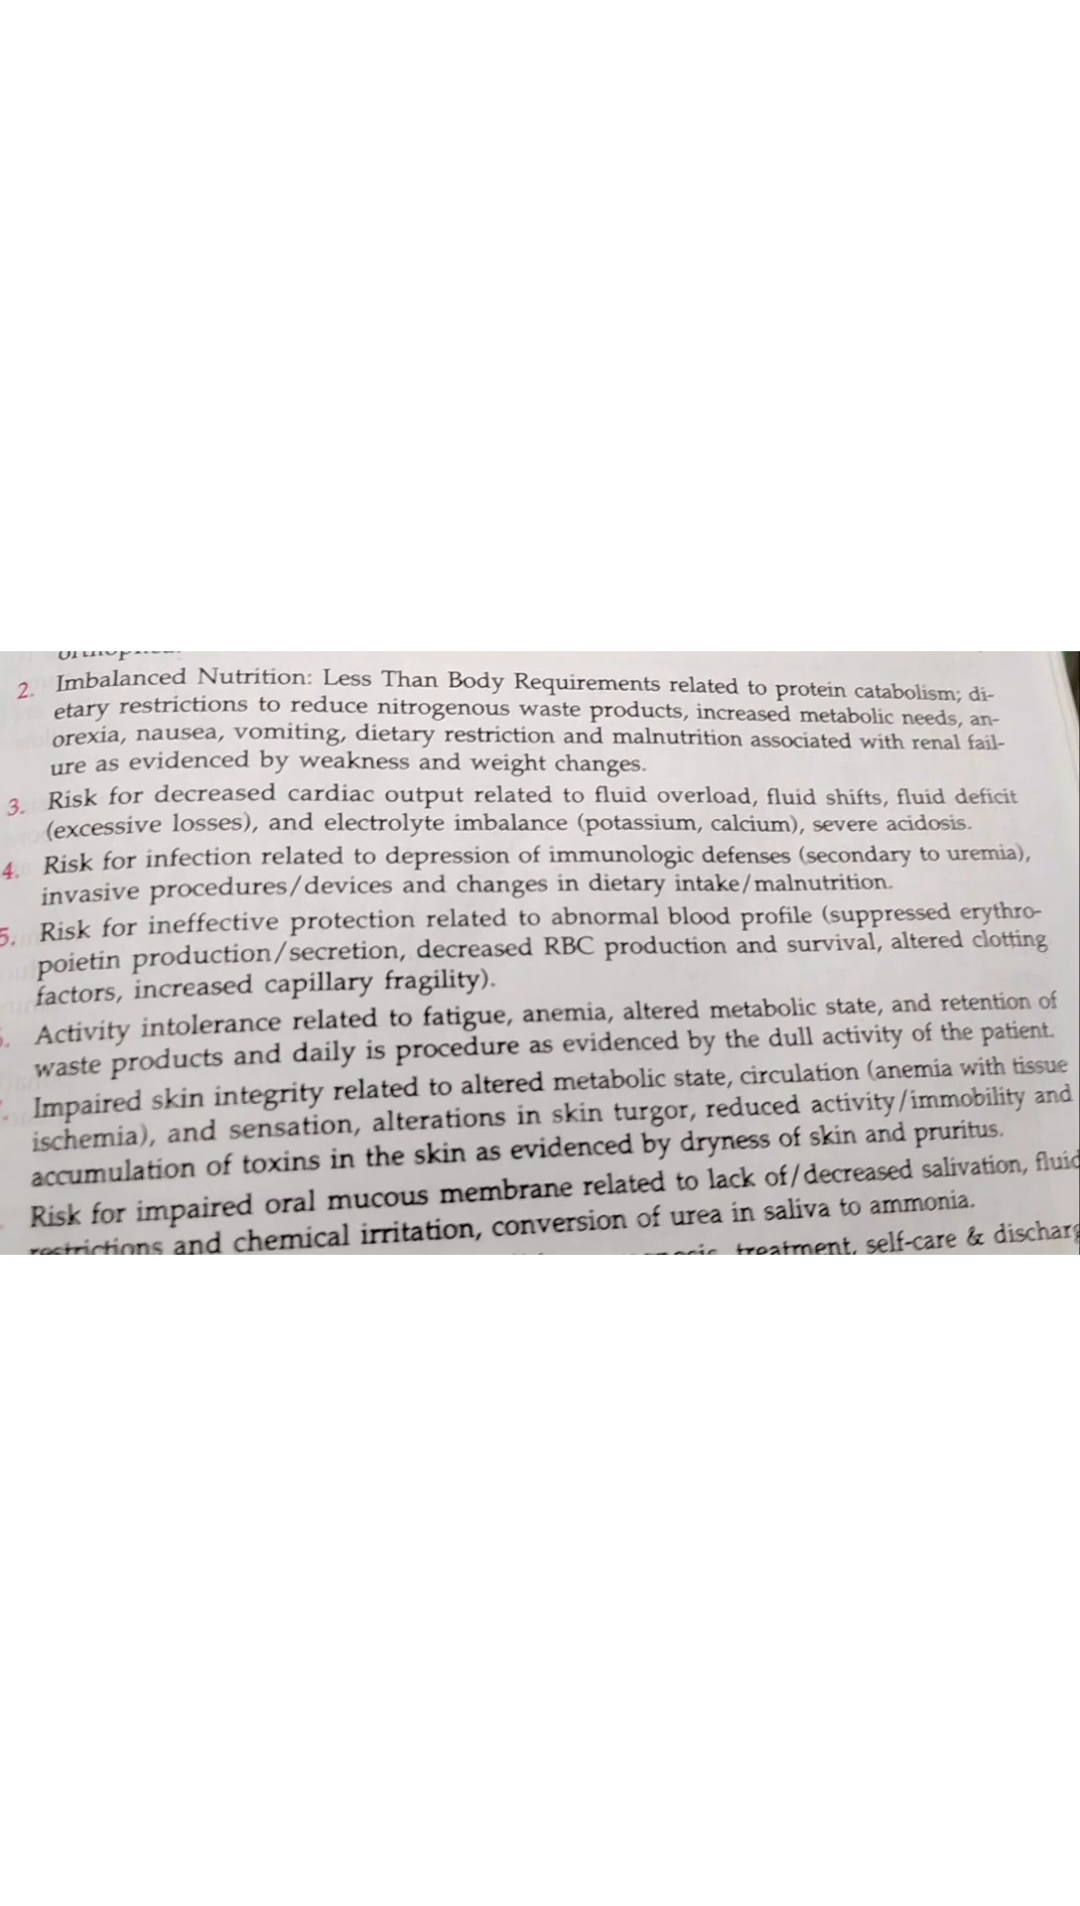 2. Imbalanced Nutrition: Less Than Body Requirements related to protein catabolism; di-
etary restrictions to reduce nitrogenous waste products, increased metabolic needs, an-
orexia, nausea, vomiting, dietary restriction and malnutrition associated with renal fail-
ure as evidenced by weakness and weight changes.
3. Risk for decreased cardiac output related to fluid overload, fluid shifts, fluid deficit
(excessive losses), and electrolyte imbalance (potassium, calcium), severe acidosis.
4. Risk for infection related to depression of immunologic defenses (secondary to uremia),
invasive procedures/devices and changes in dietary intake/malnutrition.
5. Risk for ineffective protection related to abnormal blood profile (suppressed erythro-
poietin production/secretion, decreased RBC production and survival, altered clotting
factors, increased capillary fragility).
Activity intolerance related to fatigue, anemia, altered metabolic state, and retention of
waste products and daily is procedure as evidenced by the dull activity of the patient.
Impaired skin integrity related to altered metabolic state, circulation (anemia with tissue
ischemia), and sensation, alterations in skin turgor, reduced activity/immobility and
accumulation of toxins in the skin as evidenced by dryness of skin and pruritus.
Risk for impaired oral mucous membrane related to lack of/decreased salivation, fluid
restrictions and chemical irritation, conversion of urea in saliva to ammonia.
treatment, self-care &